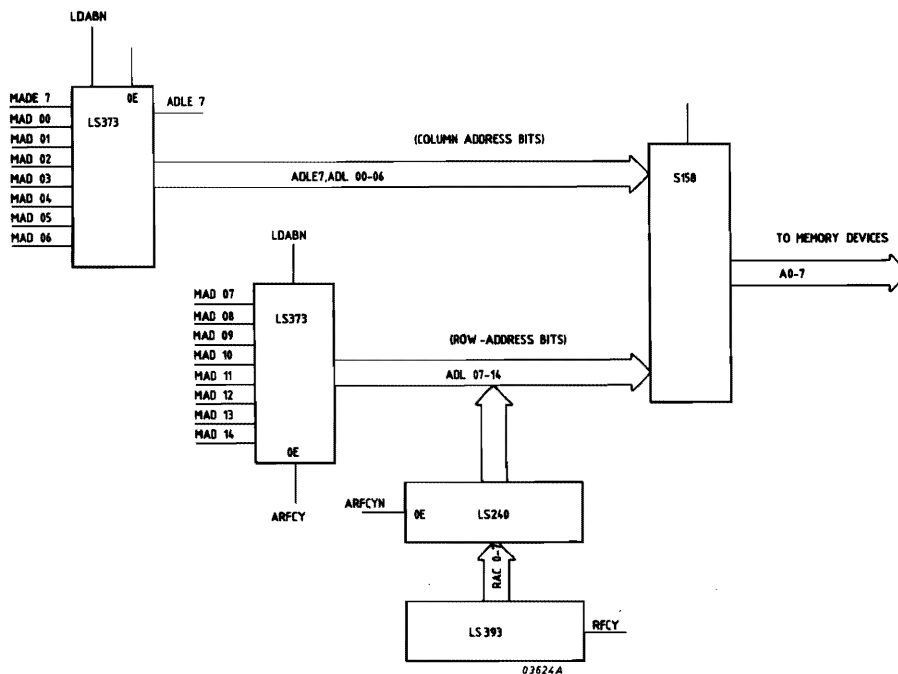 LDABN
MADE 7
MAD 00
MAD 01
MAD 02
MAD 03
MAD 04
MAD 05
MAD 06
OE
LS373
ADLE 7
(COLUMN ADDRESS BITS)
ADLE7,ADL 00-06
S158
TO MEMORY DEVICES
A0-7
LDABN
MAD 07
MAD 08
MAD 09
MAD 10
MAD 11
MAD 12
MAD 13
MAD 14
LS373
OE
(ROW-ADDRESS BITS)
ADL 07-14
ARFCY
ARFCYN
OE
LS240
RAC 0-7
LS393
RFCY
03624A